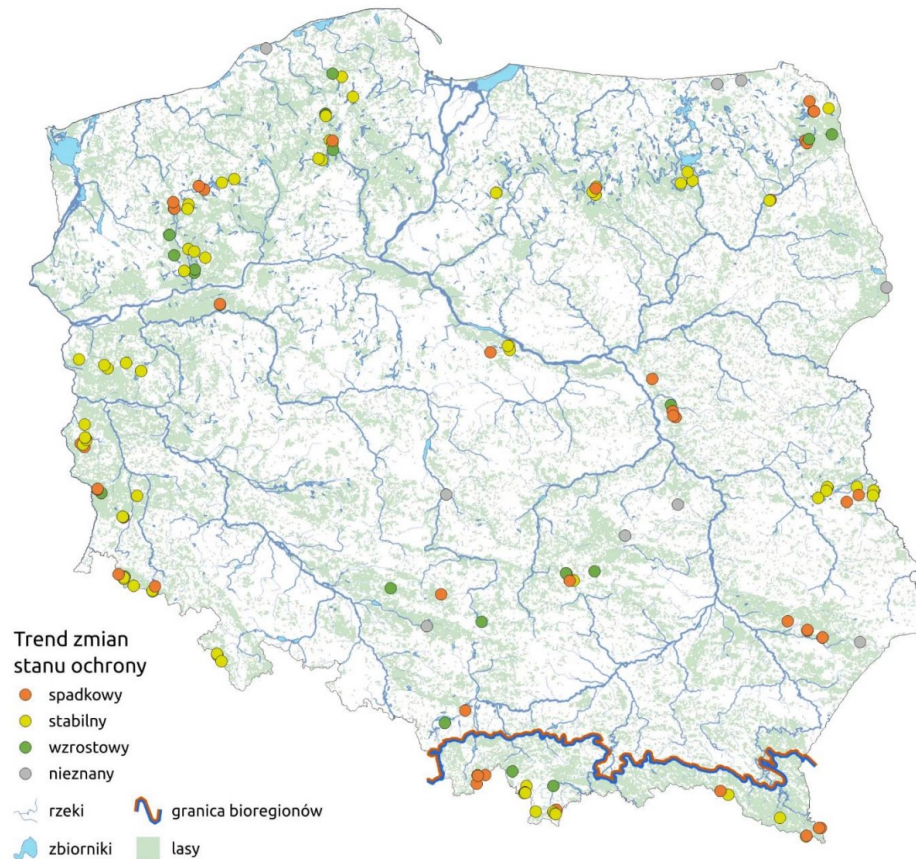 Trend zmian
stanu ochrony
spadkowy
stabilny
wzrostowy
nieznany
rzeki
granica bioregionów
zbiorniki
lasy